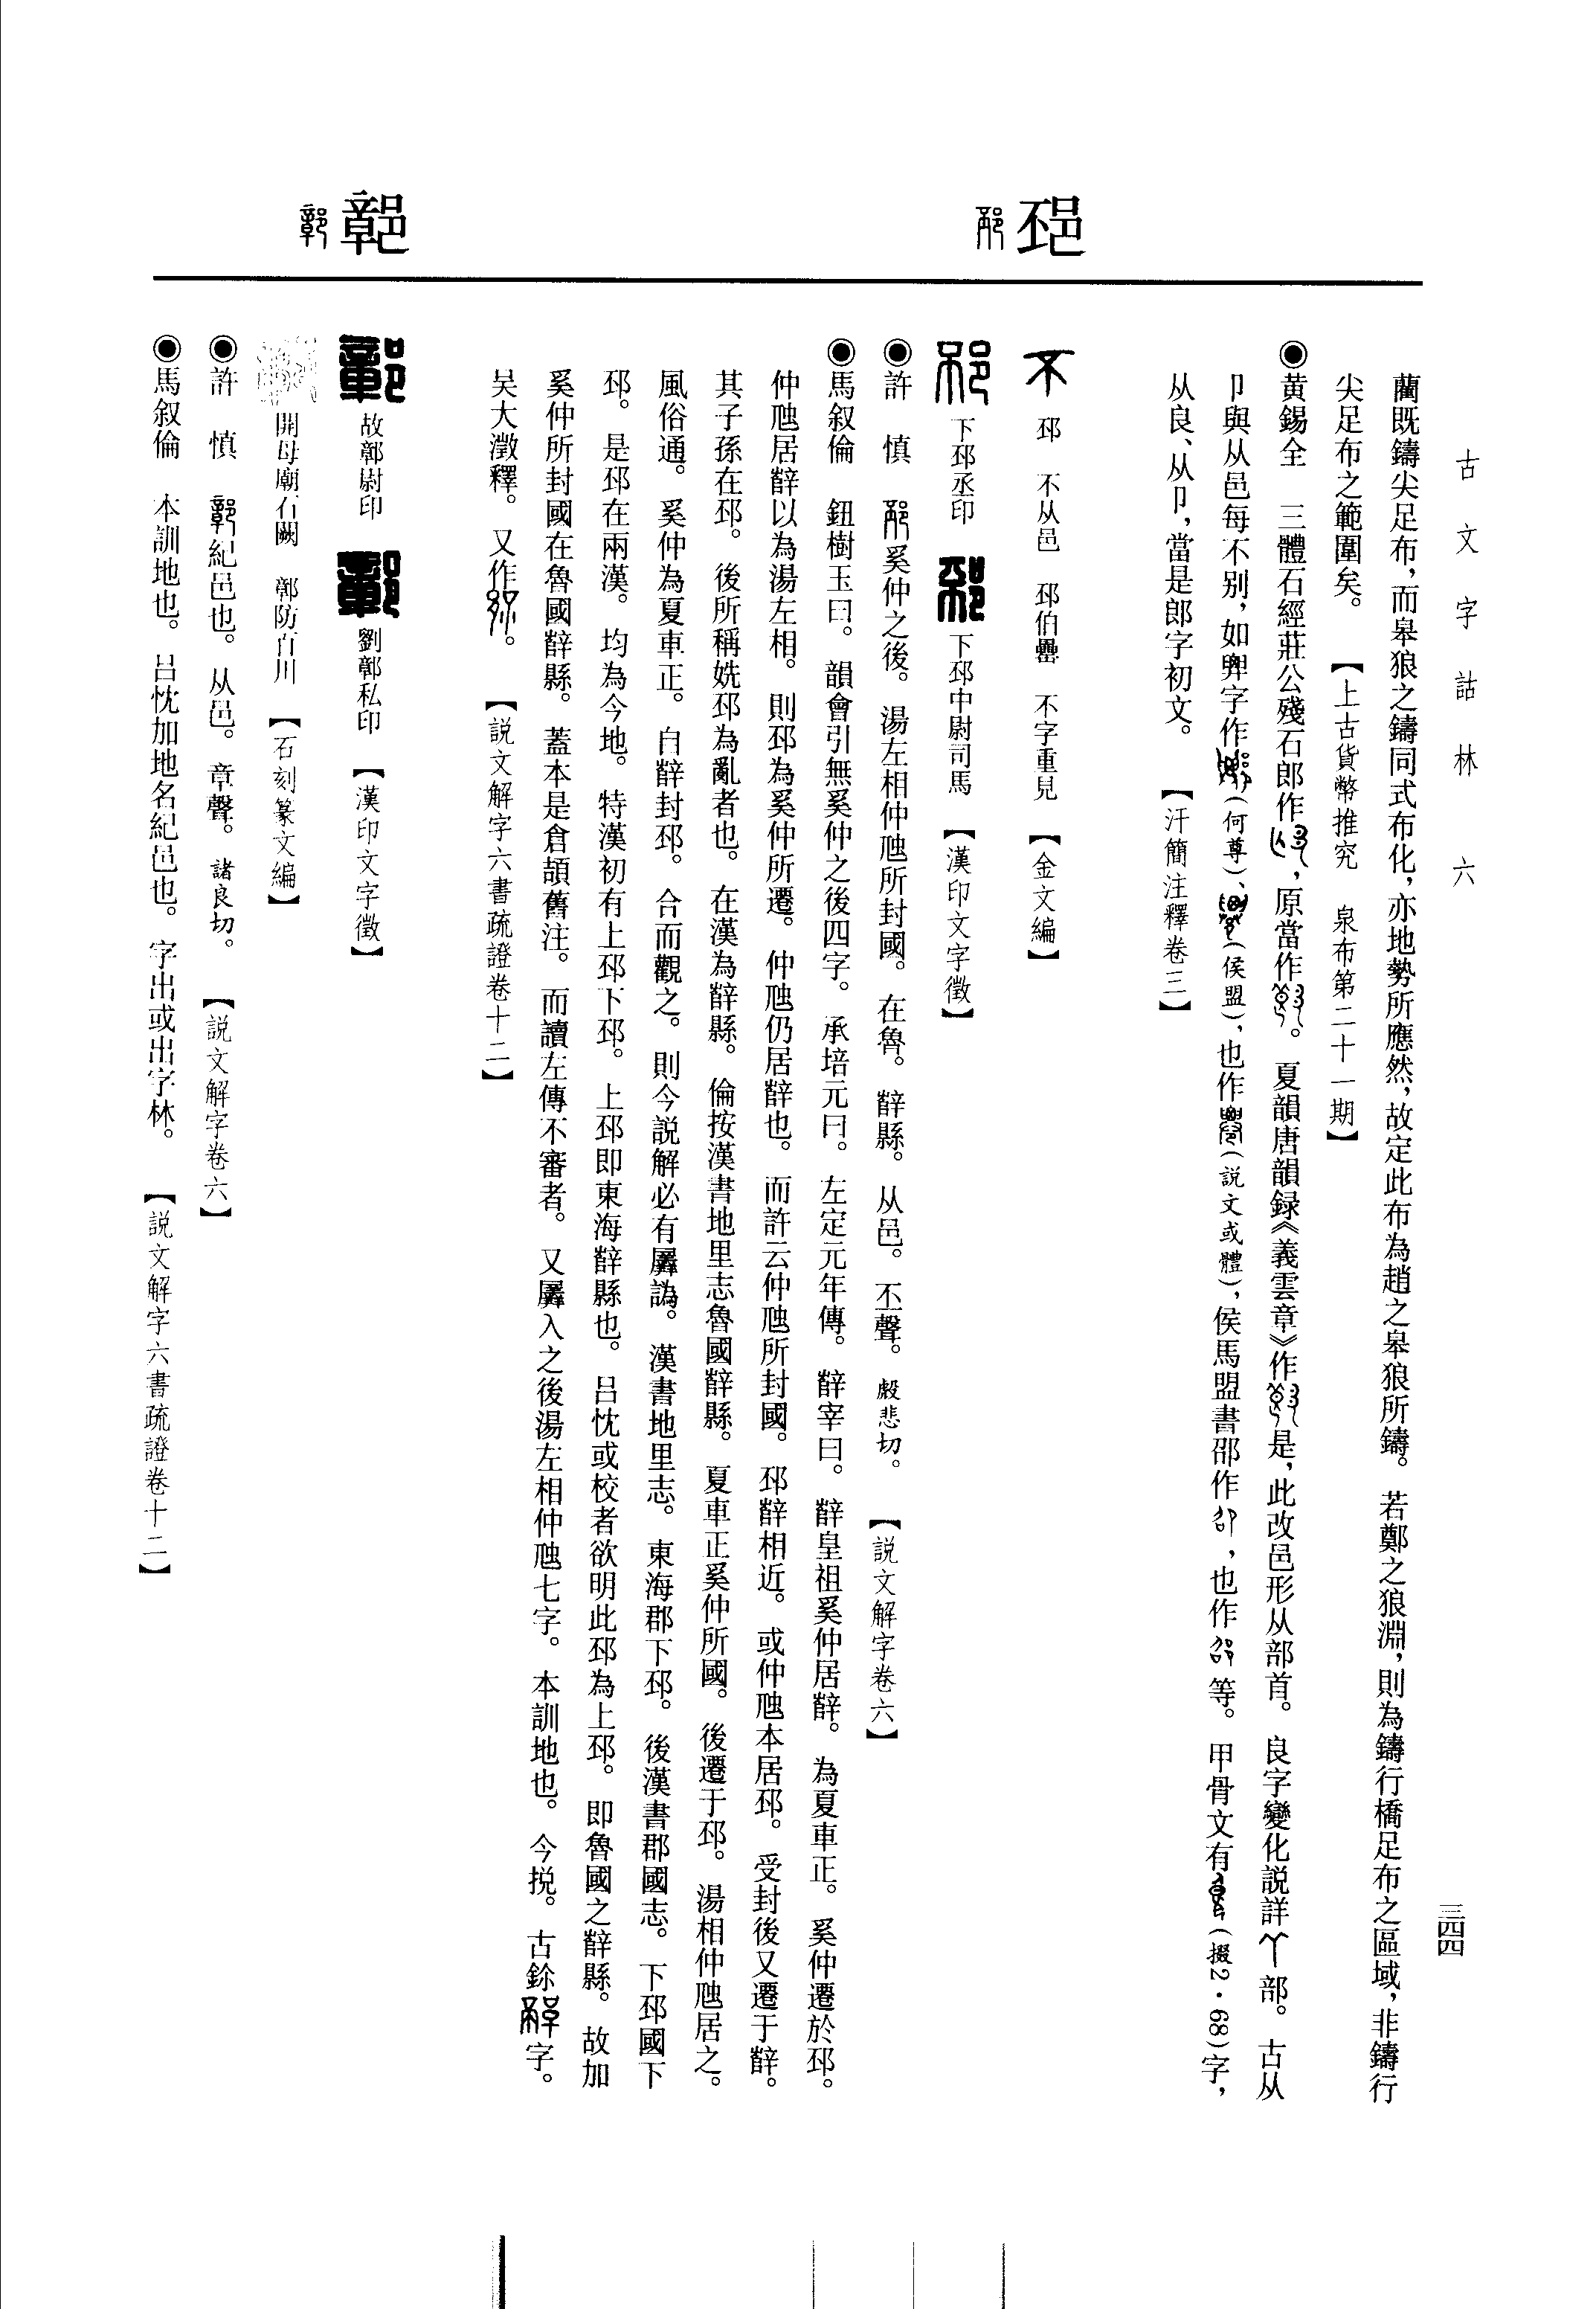 古文字詁林 六
三四四
藺既鑄尖足布，而皋狼之鑄同式布化，亦地勢所應然，故定此布為趙之皋狼所鑄。若鄭之狼淵，則為鑄行橋足布之區域，非鑄行
尖足布之範圍矣。【上古貨幣推究 泉布第二十一期】
◉黃錫全 三體石經莊公殘石郎作，原當作。夏韻唐韻録《義雲章》作是，此改邑形从部首。良字變化説詳部。古从
卩與从邑每不别，如鄸字作（何尊）、（侯盟），也作（説文或體），侯馬盟書邵作，也作等。甲骨文有（掇2·68）字，
从良、从卩，當是郎字初文。【汗簡注釋卷三】
邳
邳 不从邑 邳伯罍 不字重見 【金文編】
下邳丞印 下邳中尉司馬 【漢印文字徵】
◉許 慎 邳奚仲之後。湯左相仲虺所封國。在魯。辥縣。从邑。丕聲。敷悲切。【説文解字卷六】
◉馬叙倫 鈕樹玉曰。韻會引無奚仲之後四字。承培元曰。左定元年傳。辥宰曰。辥皇祖奚仲居辥。為夏車正。奚仲遷於邳。
仲虺居辥以為湯左相。則邳為奚仲所遷。仲虺仍居辥也。而許云仲虺所封國。邳辥相近。或仲虺本居邳。受封後又遷于辥。
其子孫在邳。後所稱姺邳為亂者也。在漢為辥縣。倫按漢書地里志魯國辥縣。夏車正奚仲所國。後遷于邳。湯相仲虺居之。
風俗通。奚仲為夏車正。自辥封邳。合而觀之。則今説解必有羼譌。漢書地里志。東海郡下邳。後漢書郡國志。下邳國下
邳。是邳在兩漢。均為今地。特漢初有上邳下邳。上邳即東海辥縣也。吕忱或校者欲明此邳為上邳。即魯國之辥縣。故加
奚仲所封國在魯國辥縣。蓋本是倉頡舊注。而讀左傳不審者。又羼入之後湯左相仲虺七字。本訓地也。今挩。古鉨字。
吴大澂釋。又作。【説文解字六書疏證卷十二】
鄣
故鄣尉印 劉鄣私印 【漢印文字徵】
開母廟石闕 鄣防百川 【石刻篆文編】
◉許 慎 鄣紀邑也。从邑。章聲。諸良切。【説文解字卷六】
◉馬叙倫 本訓地也。吕忱加地名紀邑也。字出或出字林。【説文解字六書疏證卷十二】